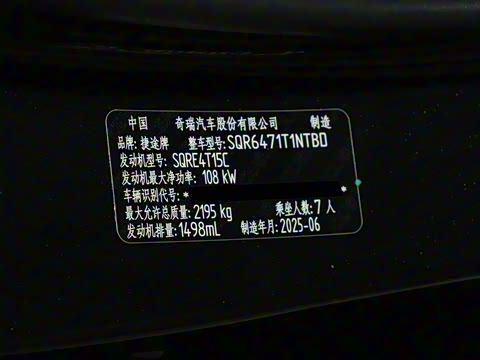 中国 奇瑞汽车股份有限公司 制造
品牌: 捷途牌 整车型号: SQR6471T1NTBD
发动机型号: SQRE4T15C
发动机最大净功率: 108 kW
车辆识别代号: * *
最大允许总质量: 2195 kg 乘坐人数: 7 人
发动机排量: 1498mL 制造年月: 2025-06